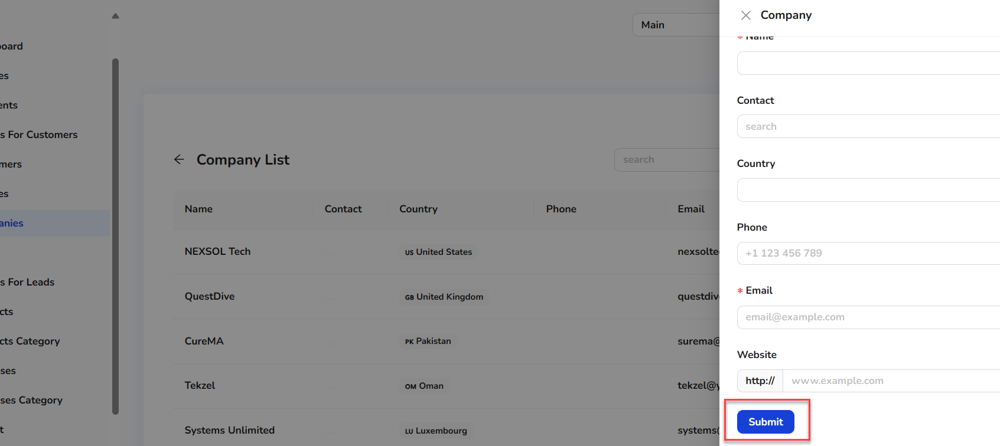 oard
es
ents
s For Customers
mers
es
anies
s For Leads
cts
cts Category
ses
ses Category
t
Main
Company List
search
Name Contact Country Phone Email
NEXSOL Tech US United States nexsolte
QuestDive GB United Kingdom questdiv
CureMA PK Pakistan surema@
Tekzel OM Oman tekzel@y
Systems Unlimited LU Luxembourg systems@
Company
* Name
Contact
search
Country
Phone
+1 123 456 789
* Email
email@example.com
Website
http:// www.example.com
Submit